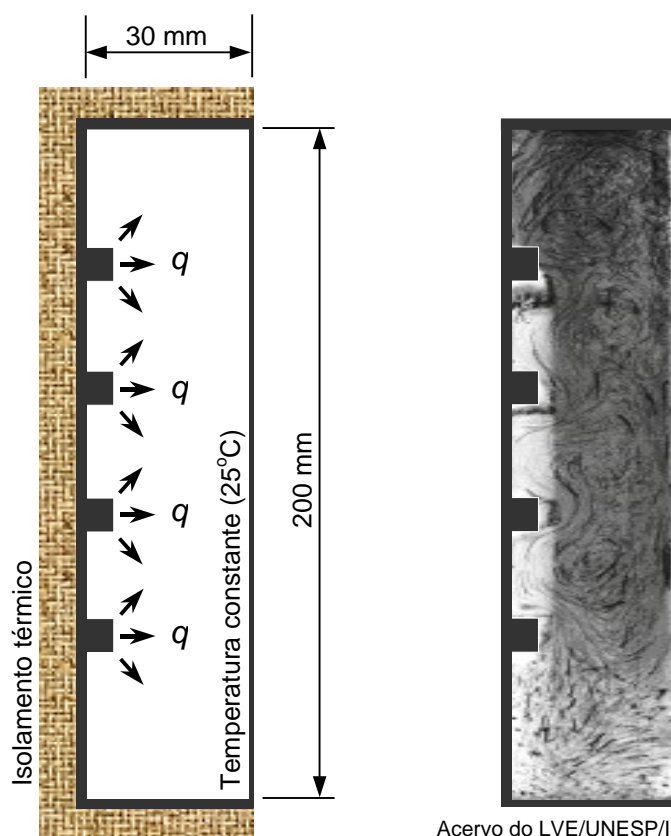 30 mm
q
q
q
q
Isolamento térmico
Temperatura constante (25°C)
200 mm
Acervo do LVE/UNESP/